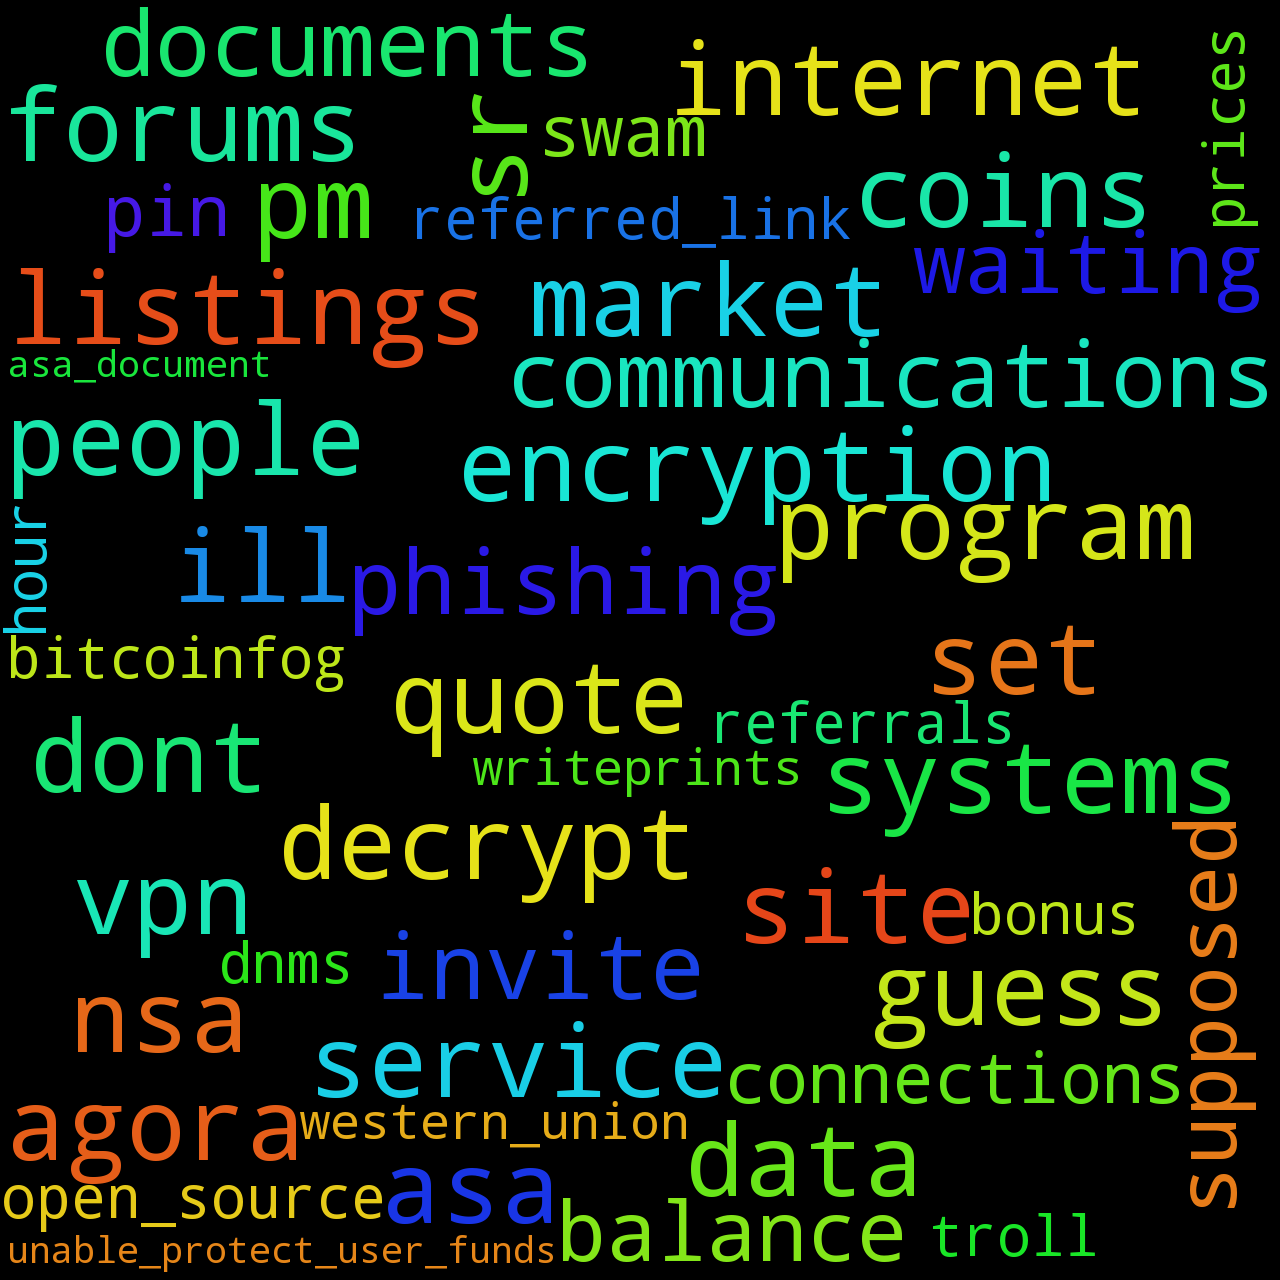 documents
internet
prices
forums
sr
swam
pin
pm
referred_link
coins
waiting
listings
market
asa_document
communications
people
encryption
hour
ill
phishing
program
bitcoinfog
set
quote
referrals
dont
writeprints
systems
decrypt
supposed
vpn
site
bonus
dnms
invite
guess
nsa
service
connections
agora
western_union
data
open_source
asa
balance
troll
unable_protect_user_funds